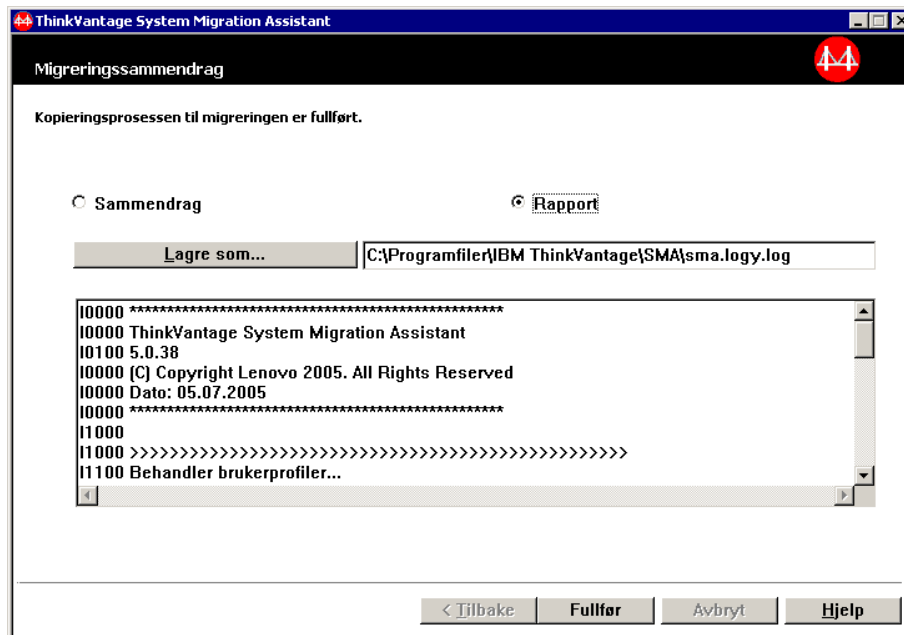 ThinkVantage System Migration Assistant
Migreringssammendrag
Kopieringsprosessen til migreringen er fullført.
Sammendrag
Rapport
Lagre som...
C:\Programfiler\IBM ThinkVantage\SMA\sma.logy.log
I0000 **************************************************
I0000 ThinkVantage System Migration Assistant
I0100 5.0.38
I0000 (C) Copyright Lenovo 2005. All Rights Reserved
I0000 Dato: 05.07.2005
I0000 **************************************************
I1000
I1000 >>>>>>>>>>>>>>>>>>>>>>>>>>>>>>>>>>>>>>>>>>>>>>>>>>
I1100 Behandler brukerprofiler...
< Tilbake
Fullfør
Avbryt
Hjelp